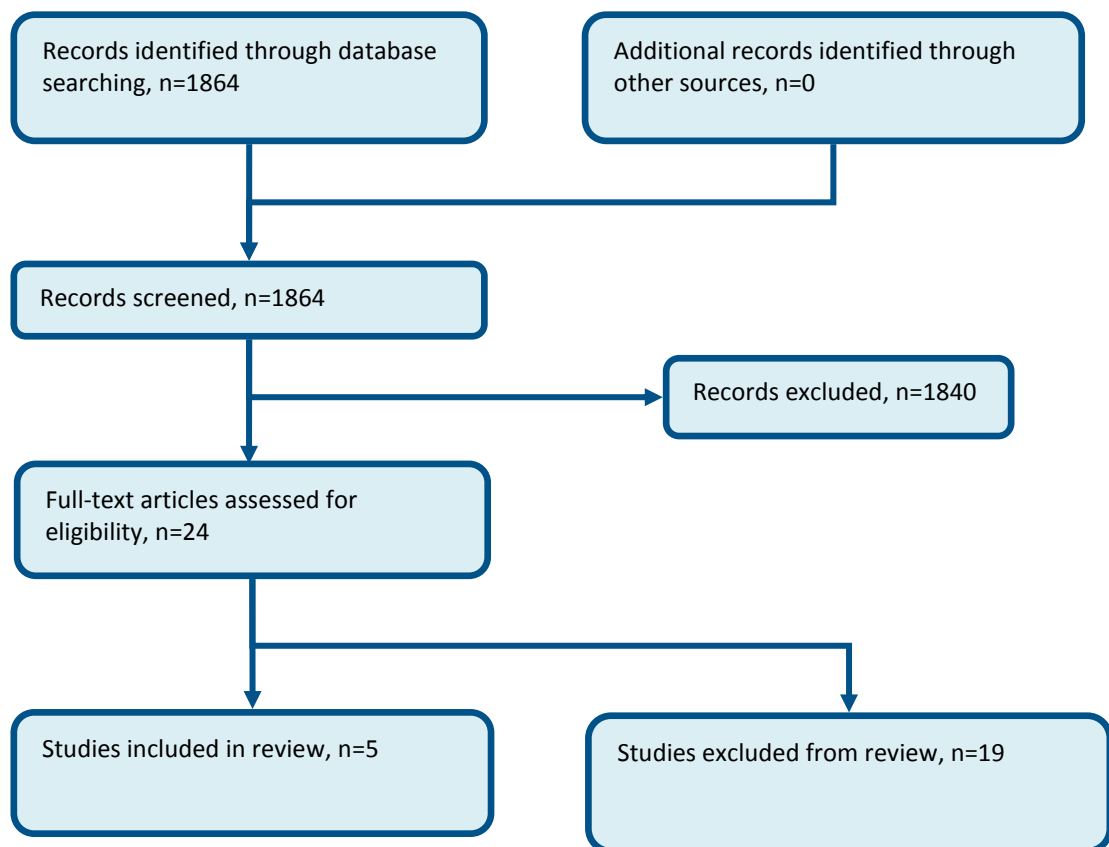 Records identified through database
searching, n=1864
Additional records identified through
other sources, n=0
Records screened, n=1864
Records excluded, n=1840
Full-text articles assessed for
eligibility, n=24
Studies included in review, n=5
Studies excluded from review, n=19